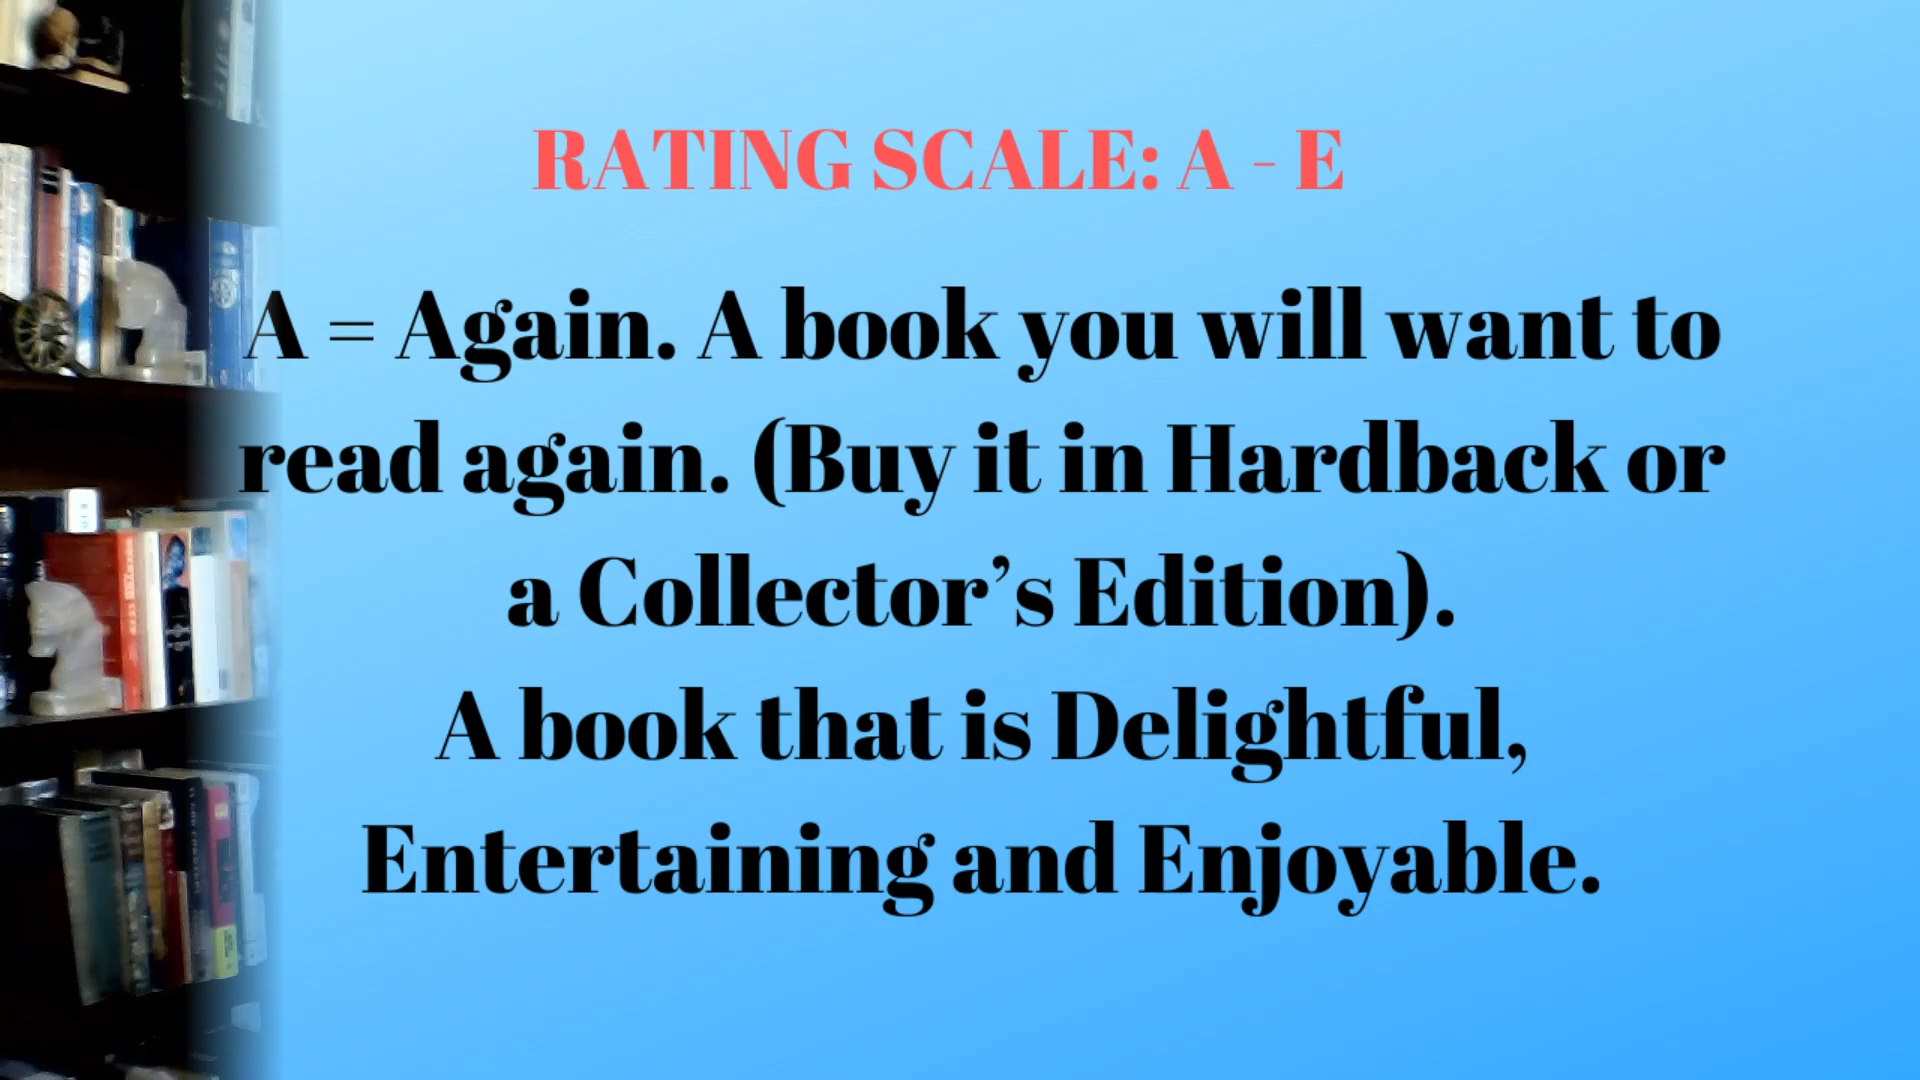 RATING SCALE: A - E
A = Again. A book you will want to
read again. (Buy it in Hardback or
a Collector’s Edition).
A book that is Delightful,
Entertaining and Enjoyable.